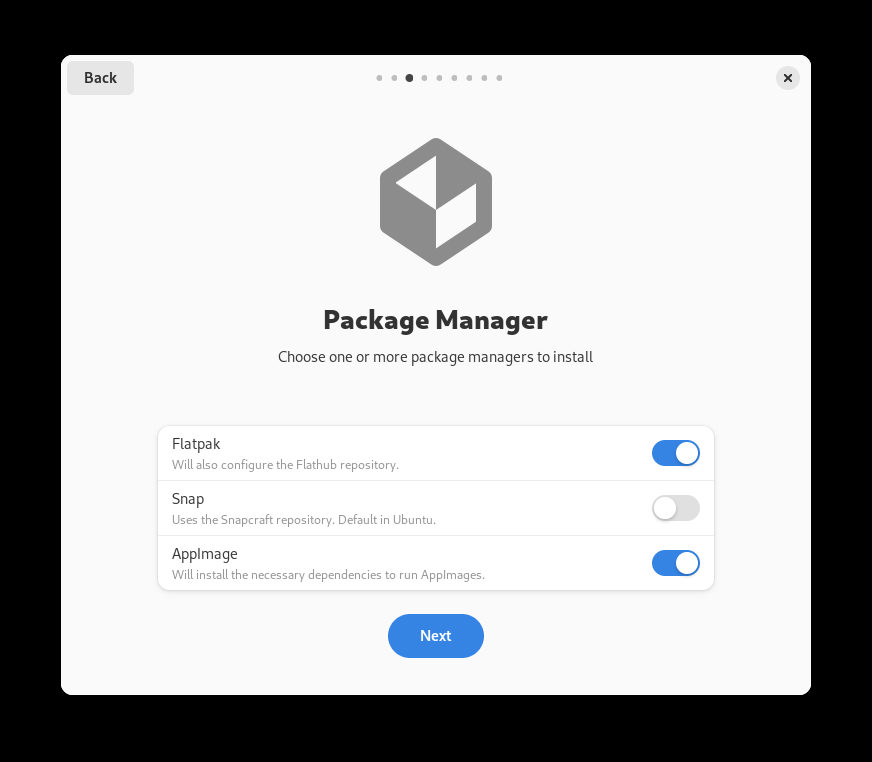 Back
Package Manager
Choose one or more package managers to install
Flatpak
Will also configure the Flathub repository.
Snap
Uses the Snapcraft repository. Default in Ubuntu.
AppImage
Will install the necessary dependencies to run AppImages.
Next